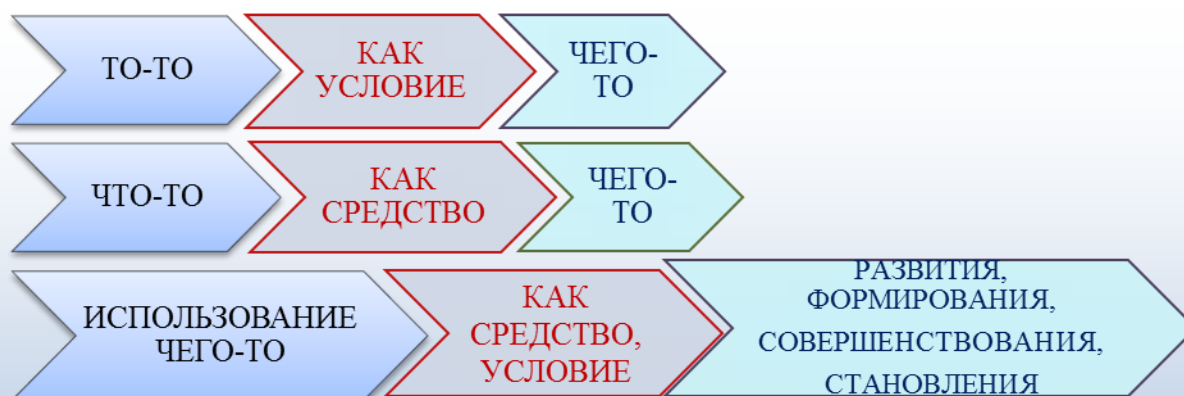 ТО-ТО
КАК
УСЛОВИЕ
ЧЕГО-
ТО
ЧТО-ТО
КАК
СРЕДСТВО
ЧЕГО-
ТО
ИСПОЛЬЗОВАНИЕ
ЧЕГО-ТО
КАК
СРЕДСТВО,
УСЛОВИЕ
РАЗВИТИЯ,
ФОРМИРОВАНИЯ,
СОВЕРШЕНСТВОВАНИЯ,
СТАНОВЛЕНИЯ